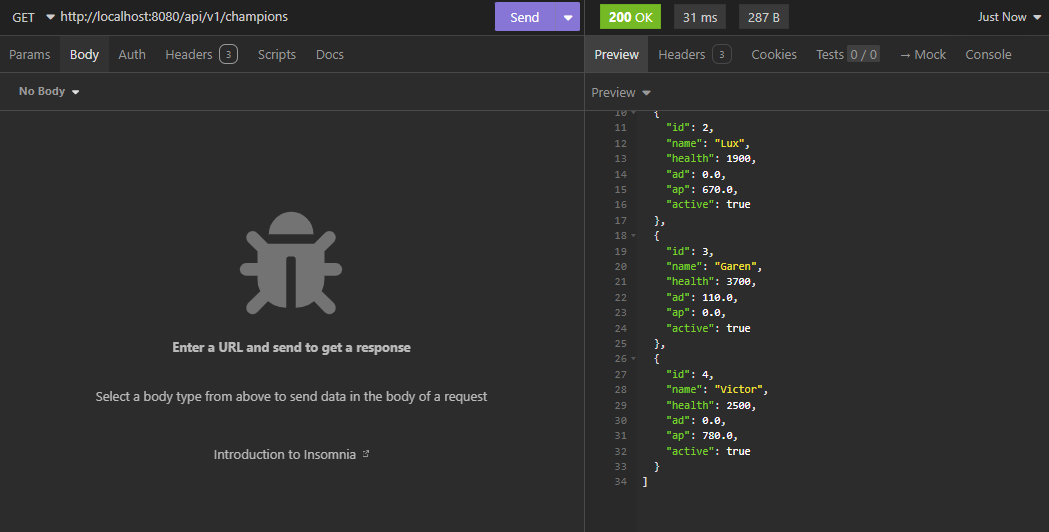 GET http://localhost:8080/api/v1/champions Send
200 OK 31 ms 287 B Just Now
Params Body Auth Headers 3 Scripts Docs
Preview Headers 3 Cookies Tests 0 / 0 → Mock Console
No Body
Preview
Enter a URL and send to get a response
Select a body type from above to send data in the body of a request
Introduction to Insomnia
10 {
11 "id": 2,
12 "name": "Lux",
13 "health": 1900,
14 "ad": 0.0,
15 "ap": 670.0,
16 "active": true
17 },
18 {
19 "id": 3,
20 "name": "Garen",
21 "health": 3700,
22 "ad": 110.0,
23 "ap": 0.0,
24 "active": true
25 },
26 {
27 "id": 4,
28 "name": "Victor",
29 "health": 2500,
30 "ad": 0.0,
31 "ap": 780.0,
32 "active": true
33 }
34 ]